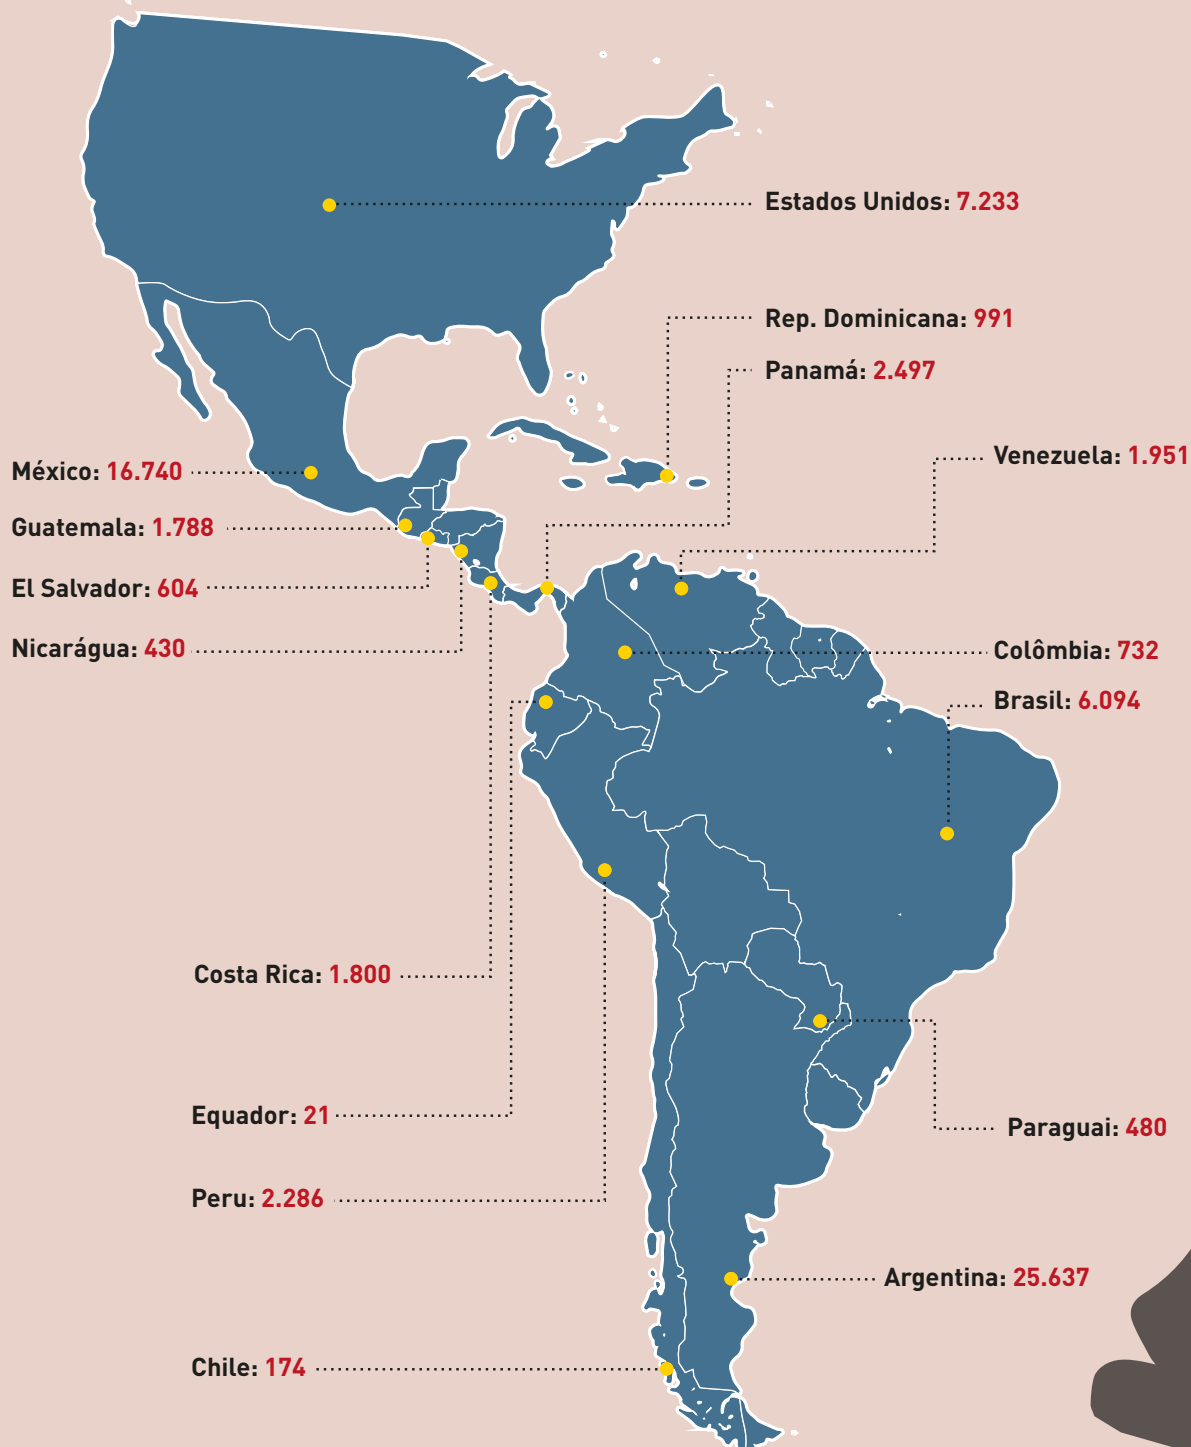 Estados Unidos: 7.233
Rep. Dominicana: 991
Panamá: 2.497
Venezuela: 1.951
México: 16.740
Guatemala: 1.788
El Salvador: 604
Nicarágua: 430
Colômbia: 732
Brasil: 6.094
Costa Rica: 1.800
Equador: 21
Paraguai: 480
Peru: 2.286
Argentina: 25.637
Chile: 174